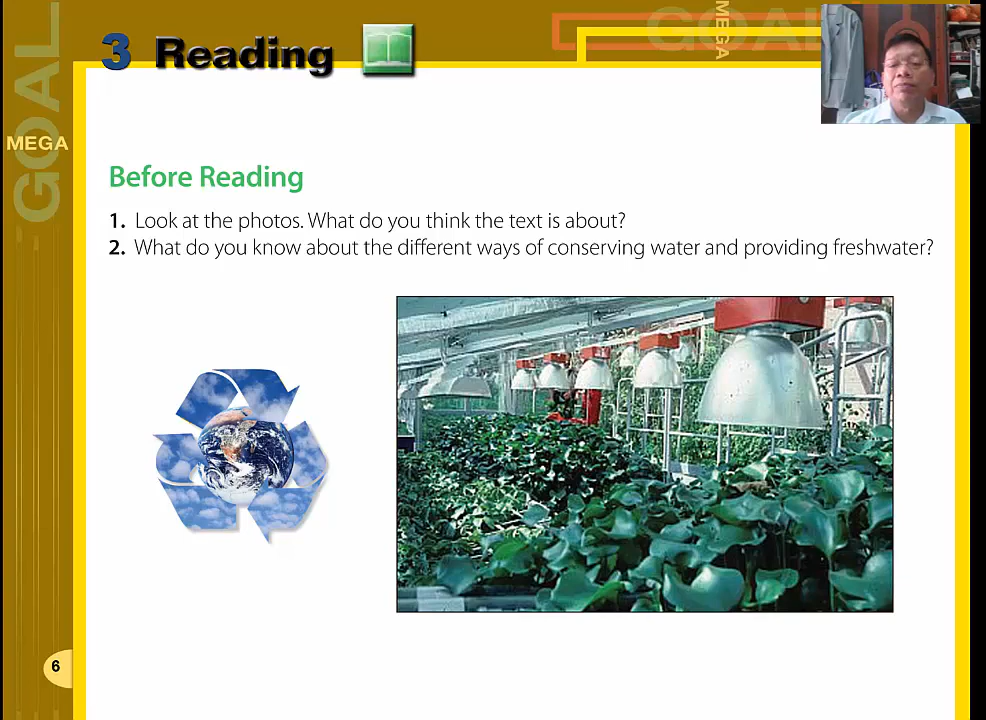 GOAL
MEGA
3 Reading
GOAL
MEGA
Before Reading
1. Look at the photos. What do you think the text is about?
2. What do you know about the different ways of conserving water and providing freshwater?
6